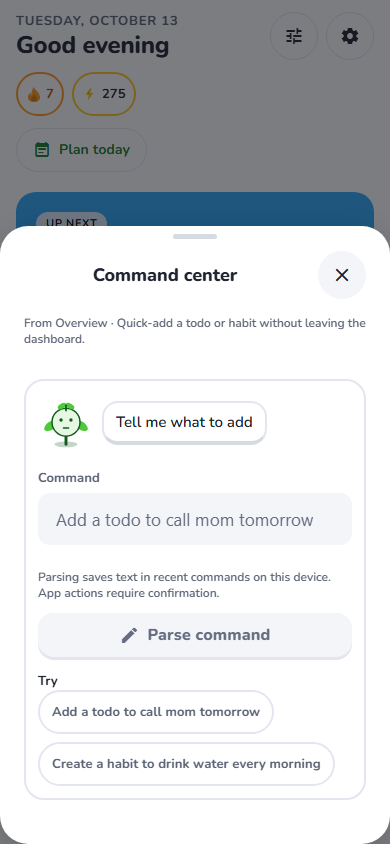 TUESDAY, OCTOBER 13
Good evening
7
275
Plan today
UP NEXT
Command center
From Overview · Quick-add a todo or habit without leaving the
dashboard.
Tell me what to add
Command
Add a todo to call mom tomorrow
Parsing saves text in recent commands on this device.
App actions require confirmation.
Parse command
Try
Add a todo to call mom tomorrow
Create a habit to drink water every morning